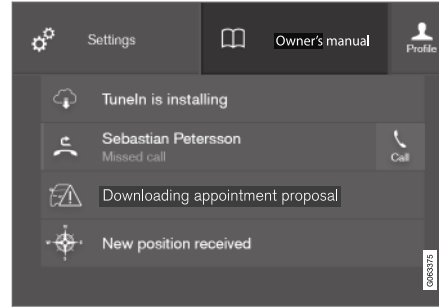 Settings
Owner's manual
Profile
TuneIn is installing
Sebastian Petersson
Missed call
Call
Downloading appointment proposal
New position received
G063375